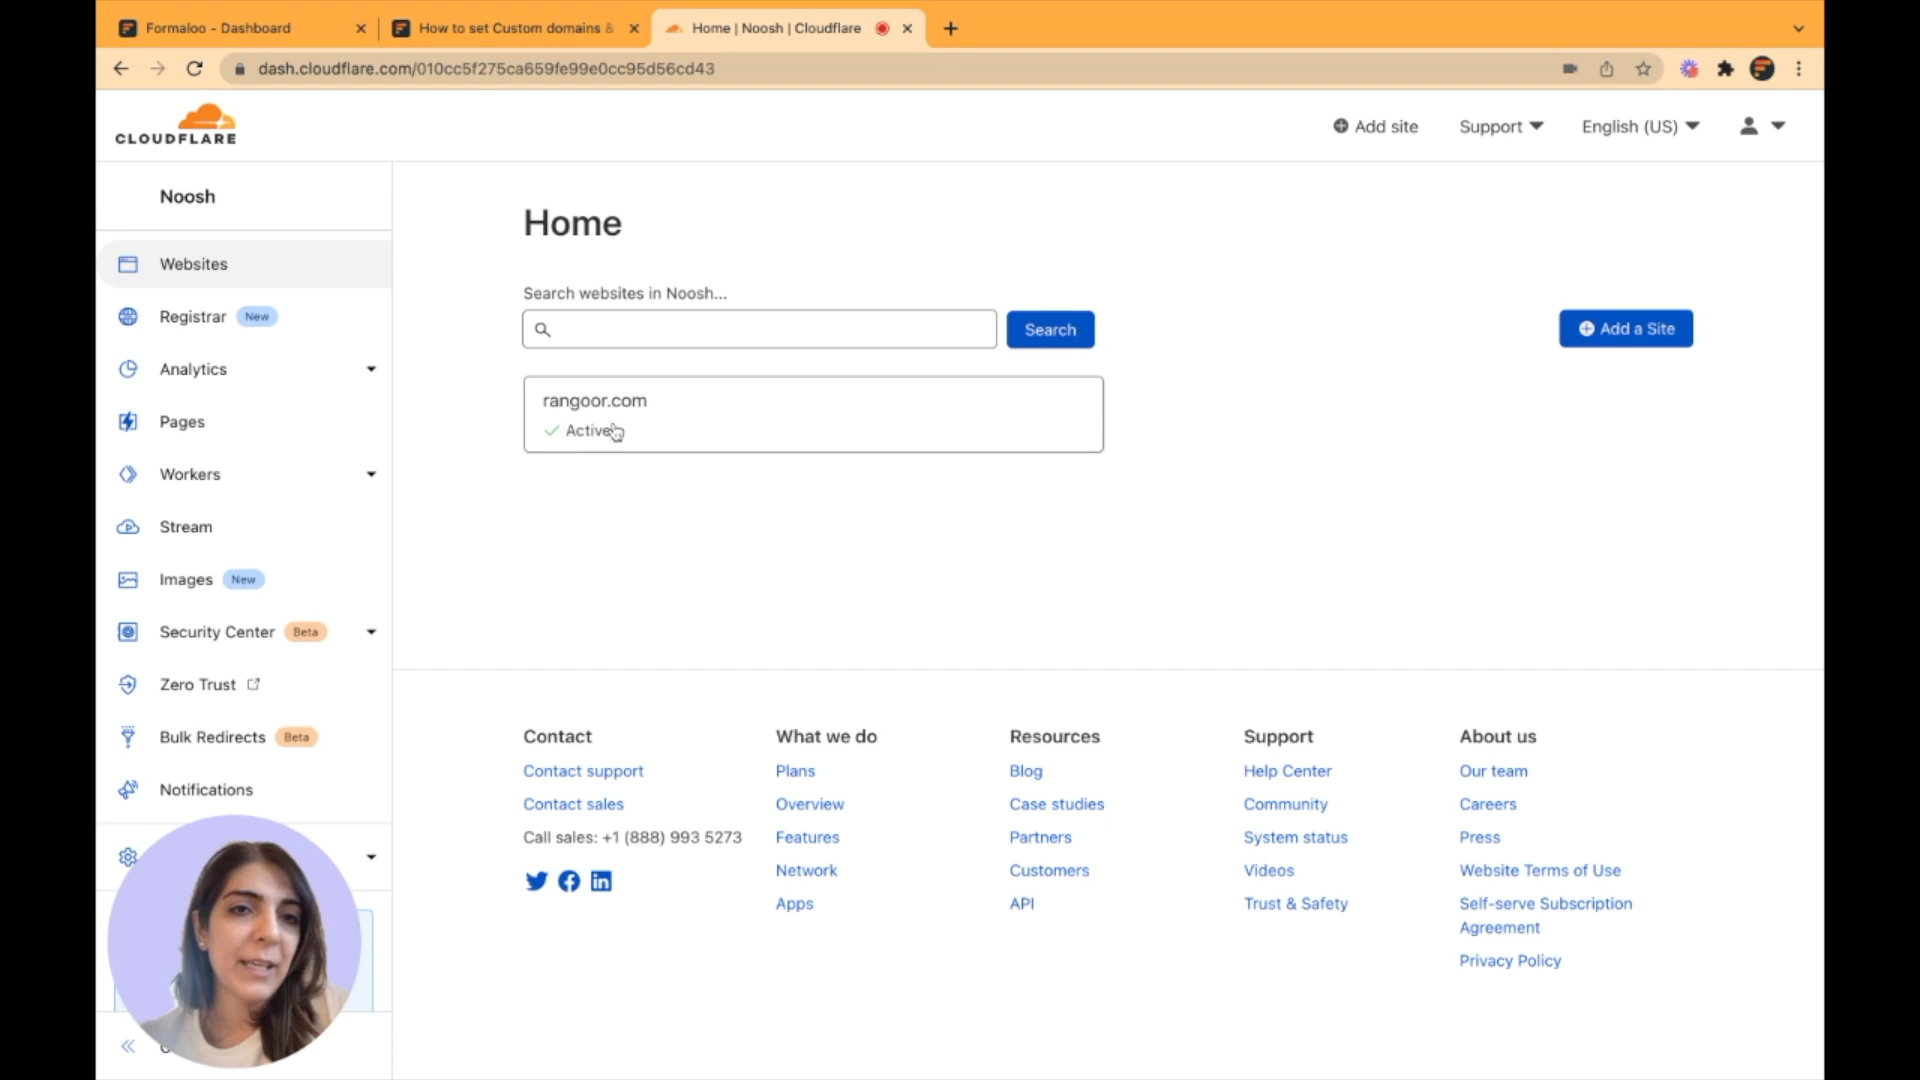 Formaloo - Dashboard
How to set Custom domains &
Home | Noosh | Cloudflare
dash.cloudflare.com/010cc5f275ca659fe99e0cc95d56cd43
CLOUDFLARE
Add site
Support
English (US)
Noosh
Websites
Registrar New
Analytics
Pages
Workers
Stream
Images New
Security Center Beta
Zero Trust
Bulk Redirects Beta
Notifications
Home
Search websites in Noosh...
Search
Add a Site
rangoor.com
Active
Contact
Contact support
Contact sales
Call sales: +1 (888) 993 5273
What we do
Plans
Overview
Features
Network
Apps
Resources
Blog
Case studies
Partners
Customers
API
Support
Help Center
Community
System status
Videos
Trust & Safety
About us
Our team
Careers
Press
Website Terms of Use
Self-serve Subscription
Agreement
Privacy Policy